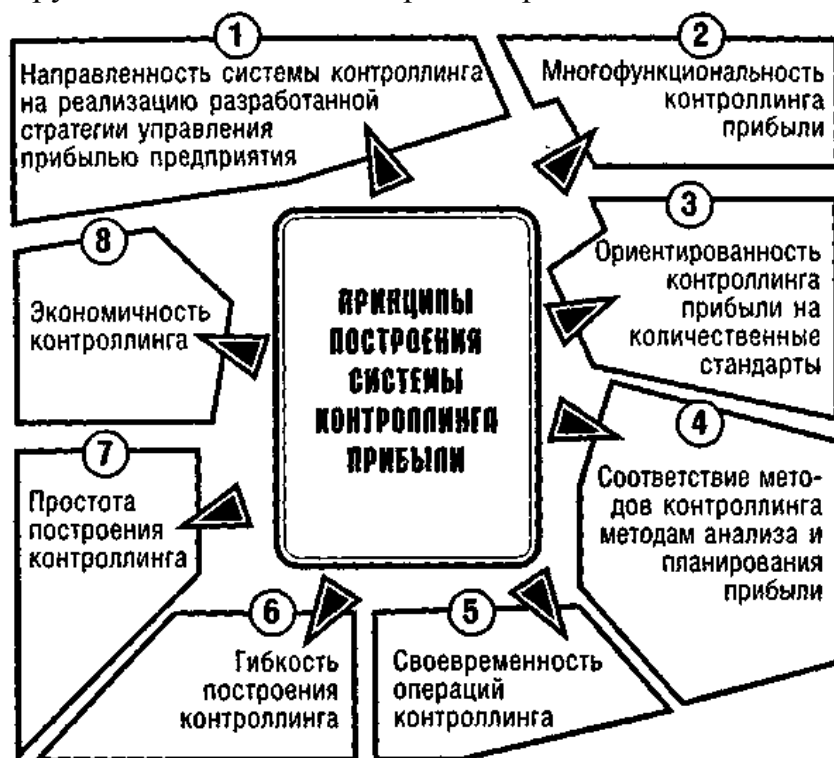 1
Направленность системы контроллинга
на реализацию разработанной
стратегии управления
прибылью предприятия
2
Многофункциональность
контроллинга
прибыли
3
Ориентированность
контроллинга
прибыли на
количественные
стандарты
4
Соответствие мето-
дов контроллинга
методам анализа и
планирования
прибыли
5
Своевременность
операций
контроллинга
6
Гибкость
построения
контроллинга
7
Простота
построения
контроллинга
8
Экономичность
контроллинга
ПРИНЦИПЫ
ПОСТРОЕНИЯ
СИСТЕМЫ
КОНТРОЛЛИНГА
ПРИБЫЛИ